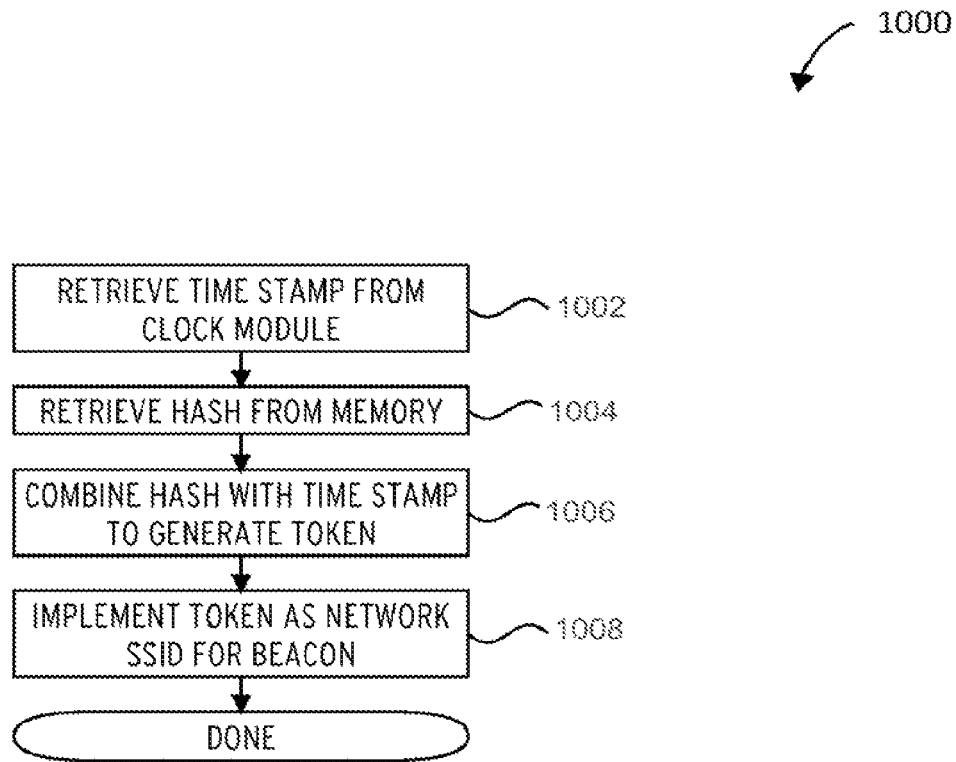 1000
RETRIEVE TIME STAMP FROM
CLOCK MODULE
1002
RETRIEVE HASH FROM MEMORY
1004
COMBINE HASH WITH TIME STAMP
TO GENERATE TOKEN
1006
IMPLEMENT TOKEN AS NETWORK
SSID FOR BEACON
1008
DONE